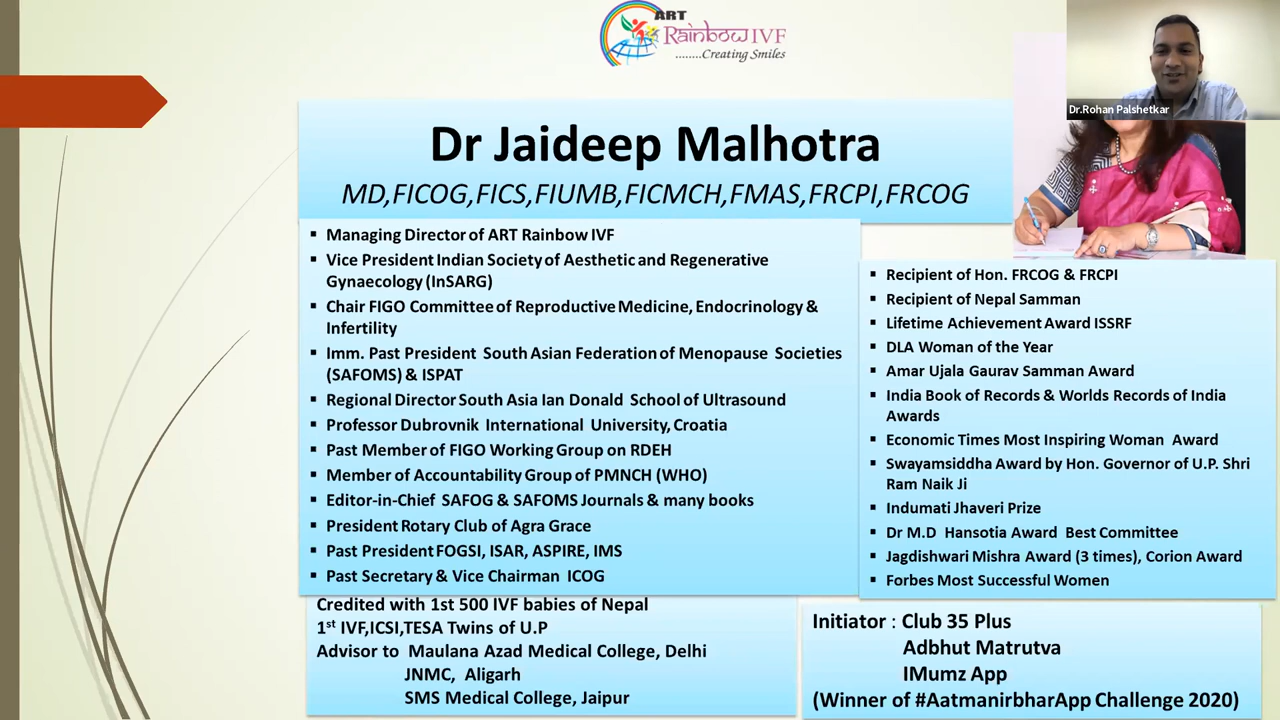 ART
Rainbow IVF
........Creating Smiles
Dr.Rohan Palshetkar
Dr Jaideep Malhotra
MD,FICOG,FICS,FIUMB,FICMCH,FMAS,FRCPI,FRCOG
▪ Managing Director of ART Rainbow IVF
▪ Vice President Indian Society of Aesthetic and Regenerative
Gynaecology (InSARG)
▪ Chair FIGO Committee of Reproductive Medicine, Endocrinology &
Infertility
▪ Imm. Past President South Asian Federation of Menopause Societies
(SAFOMS) & ISPAT
▪ Regional Director South Asia Ian Donald School of Ultrasound
▪ Professor Dubrovnik International University, Croatia
▪ Past Member of FIGO Working Group on RDEH
▪ Member of Accountability Group of PMNCH (WHO)
▪ Editor-in-Chief SAFOG & SAFOMS Journals & many books
▪ President Rotary Club of Agra Grace
▪ Past President FOGSI, ISAR, ASPIRE, IMS
▪ Past Secretary & Vice Chairman ICOG
▪ Recipient of Hon. FRCOG & FRCPI
▪ Recipient of Nepal Samman
▪ Lifetime Achievement Award ISSRF
▪ DLA Woman of the Year
▪ Amar Ujala Gaurav Samman Award
▪ India Book of Records & Worlds Records of India
Awards
▪ Economic Times Most Inspiring Woman Award
▪ Swayamsiddha Award by Hon. Governor of U.P. Shri
Ram Naik Ji
▪ Indumati Jhaveri Prize
▪ Dr M.D Hansotia Award Best Committee
▪ Jagdishwari Mishra Award (3 times), Corion Award
▪ Forbes Most Successful Women
Credited with 1st 500 IVF babies of Nepal
1st IVF,ICSI,TESA Twins of U.P
Advisor to Maulana Azad Medical College, Delhi
JNMC, Aligarh
SMS Medical College, Jaipur
Initiator : Club 35 Plus
Adbhut Matrutva
IMumz App
(Winner of #AatmanirbharApp Challenge 2020)